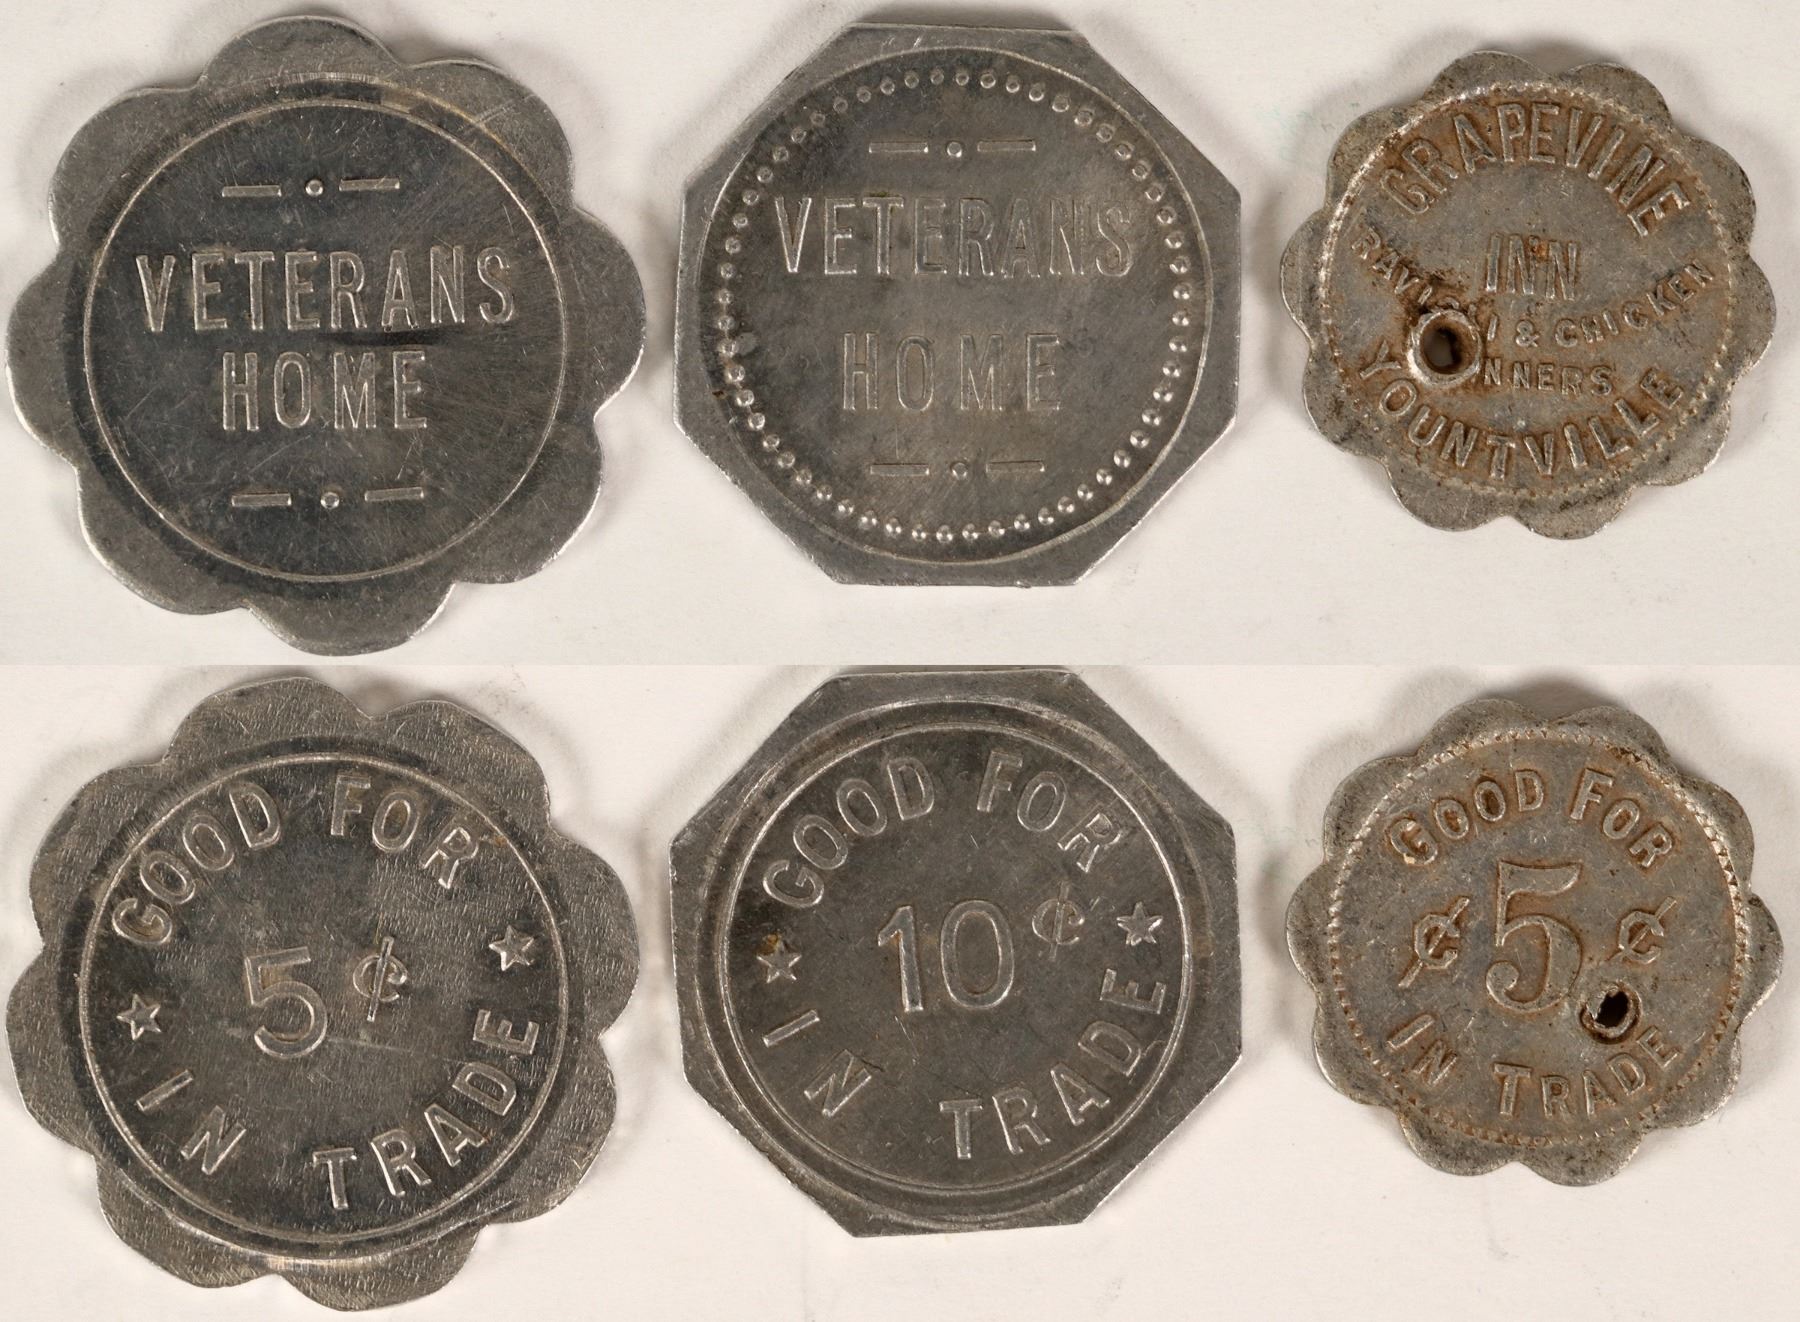 VETERANS
HOME
VETERANS
HOME
GRAPEVINE
INN
& CHICKEN
YOUNTVILLE
GOOD FOR
5¢
IN TRADE
GOOD FOR
10¢
IN TRADE
GOOD FOR
¢ 5 ¢
IN TRADE